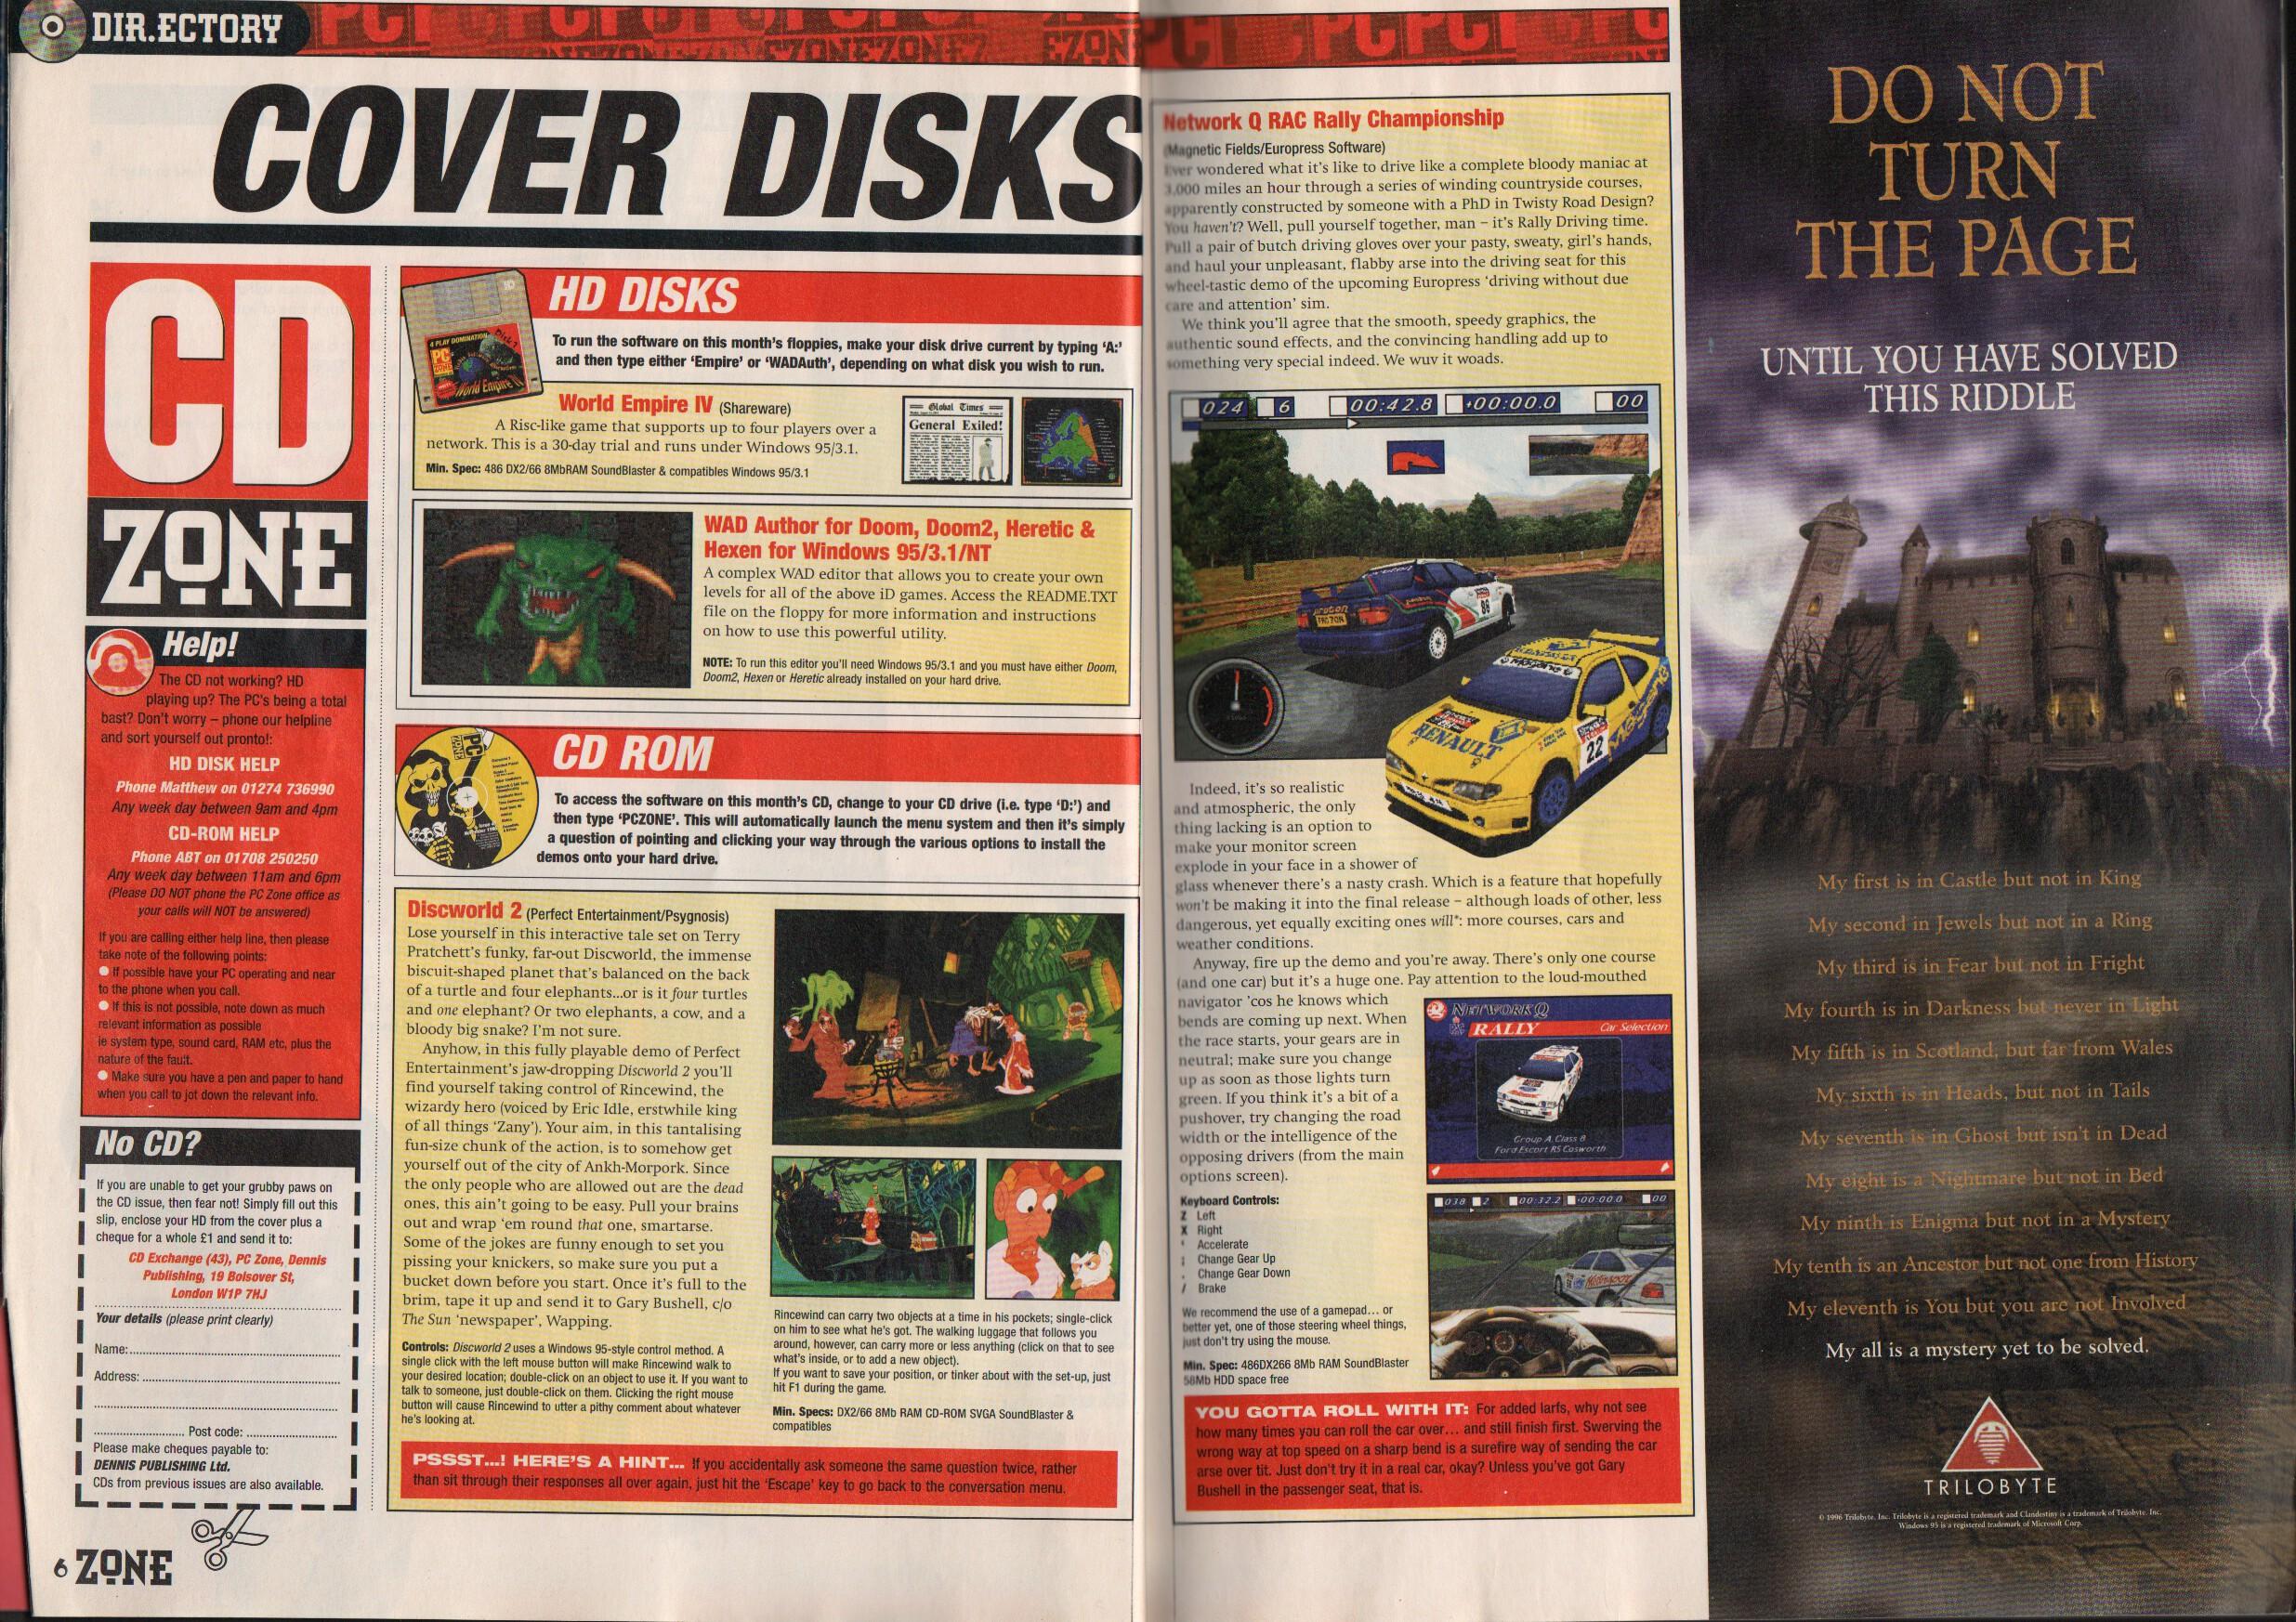 DIR.ECTORY
COVER DISKS
CD
ZONE
Help!
The CD not working? HD
playing up? The PC's being a total
bast? Don't worry – phone our helpline
and sort yourself out pronto!:
HD DISK HELP
Phone Matthew on 01274 736990
Any week day between 9am and 4pm
CD-ROM HELP
Phone ABT on 01708 250250
Any week day between 11am and 6pm
(Please DO NOT phone the PC Zone office as
your calls will NOT be answered)
If you are calling either help line, then please
take note of the following points:
● If possible have your PC operating and near
to the phone when you call.
● If this is not possible, note down as much
relevant information as possible
ie system type, sound card, RAM etc, plus the
nature of the fault.
● Make sure you have a pen and paper to hand
when you call to jot down the relevant info.
No CD?
If you are unable to get your grubby paws on
the CD issue, then fear not! Simply fill out this
slip, enclose your HD from the cover plus a
cheque for a whole £1 and send it to:
CD Exchange (43), PC Zone, Dennis
Publishing, 19 Bolsover St,
London W1P 7HJ
Your details (please print clearly)
Name:
Address:
Post code:
Please make cheques payable to:
DENNIS PUBLISHING Ltd.
CDs from previous issues are also available.
6 ZONE
HD DISKS
4 PLAY DOMINATION
Disk 1
PC
World Empire IV
To run the software on this month's floppies, make your disk drive current by typing 'A:'
and then type either 'Empire' or 'WADAuth', depending on what disk you wish to run.
World Empire IV (Shareware)
A Risc-like game that supports up to four players over a
network. This is a 30-day trial and runs under Windows 95/3.1.
Min. Spec: 486 DX2/66 8MbRAM SoundBlaster & compatibles Windows 95/3.1
Global Times
General Exiled!
WAD Author for Doom, Doom2, Heretic &
Hexen for Windows 95/3.1/NT
A complex WAD editor that allows you to create your own
levels for all of the above iD games. Access the README.TXT
file on the floppy for more information and instructions
on how to use this powerful utility.
NOTE: To run this editor you'll need Windows 95/3.1 and you must have either Doom,
Doom2, Hexen or Heretic already installed on your hard drive.
CD ROM
PC ZONE
To access the software on this month's CD, change to your CD drive (i.e. type 'D:') and
then type 'PCZONE'. This will automatically launch the menu system and then it's simply
a question of pointing and clicking your way through the various options to install the
demos onto your hard drive.
Discworld 2 (Perfect Entertainment/Psygnosis)
Lose yourself in this interactive tale set on Terry
Pratchett's funky, far-out Discworld, the immense
biscuit-shaped planet that's balanced on the back
of a turtle and four elephants...or is it four turtles
and one elephant? Or two elephants, a cow, and a
bloody big snake? I'm not sure.
Anyhow, in this fully playable demo of Perfect
Entertainment's jaw-dropping Discworld 2 you'll
find yourself taking control of Rincewind, the
wizardy hero (voiced by Eric Idle, erstwhile king
of all things 'Zany'). Your aim, in this tantalising
fun-size chunk of the action, is to somehow get
yourself out of the city of Ankh-Morpork. Since
the only people who are allowed out are the dead
ones, this ain't going to be easy. Pull your brains
out and wrap 'em round that one, smartarse.
Some of the jokes are funny enough to set you
pissing your knickers, so make sure you put a
bucket down before you start. Once it's full to the
brim, tape it up and send it to Gary Bushell, c/o
The Sun 'newspaper', Wapping.
Controls: Discworld 2 uses a Windows 95-style control method. A
single click with the left mouse button will make Rincewind walk to
your desired location; double-click on an object to use it. If you want to
talk to someone, just double-click on them. Clicking the right mouse
button will cause Rincewind to utter a pithy comment about whatever
he's looking at.
Rincewind can carry two objects at a time in his pockets; single-click
on him to see what he's got. The walking luggage that follows you
around, however, can carry more or less anything (click on that to see
what's inside, or to add a new object).
If you want to save your position, or tinker about with the set-up, just
hit F1 during the game.
Min. Specs: DX2/66 8Mb RAM CD-ROM SVGA SoundBlaster &
compatibles
PSSST...! HERE'S A HINT... If you accidentally ask someone the same question twice, rather
than sit through their responses all over again, just hit the 'Escape' key to go back to the conversation menu.
Network Q RAC Rally Championship
(Magnetic Fields/Europress Software)
Ever wondered what it's like to drive like a complete bloody maniac at
3,000 miles an hour through a series of winding countryside courses,
apparently constructed by someone with a PhD in Twisty Road Design?
You haven't? Well, pull yourself together, man – it's Rally Driving time.
Pull a pair of butch driving gloves over your pasty, sweaty, girl's hands,
and haul your unpleasant, flabby arse into the driving seat for this
wheel-tastic demo of the upcoming Europress 'driving without due
care and attention' sim.
We think you'll agree that the smooth, speedy graphics, the
authentic sound effects, and the convincing handling add up to
something very special indeed. We wuv it woads.
024 6 00:42.8 +00:00.0 00
proton
PRO 70N
88
RENAULT
22
Indeed, it's so realistic
and atmospheric, the only
thing lacking is an option to
make your monitor screen
explode in your face in a shower of
glass whenever there's a nasty crash. Which is a feature that hopefully
won't be making it into the final release – although loads of other, less
dangerous, yet equally exciting ones will*: more courses, cars and
weather conditions.
Anyway, fire up the demo and you're away. There's only one course
(and one car) but it's a huge one. Pay attention to the loud-mouthed
navigator 'cos he knows which
bends are coming up next. When
the race starts, your gears are in
neutral; make sure you change
up as soon as those lights turn
green. If you think it's a bit of a
pushover, try changing the road
width or the intelligence of the
opposing drivers (from the main
options screen).
NETWORK Q
RALLY Car Selection
Group A, Class 8
Ford Escort RS Cosworth
Keyboard Controls:
Z Left
X Right
' Accelerate
; Change Gear Up
. Change Gear Down
/ Brake
038 2 00:32.2 +00:00.0 00
We recommend the use of a gamepad... or
better yet, one of those steering wheel things,
just don't try using the mouse.
Min. Spec: 486DX266 8Mb RAM SoundBlaster
58Mb HDD space free
YOU GOTTA ROLL WITH IT: For added larfs, why not see
how many times you can roll the car over... and still finish first. Swerving the
wrong way at top speed on a sharp bend is a surefire way of sending the car
arse over tit. Just don't try it in a real car, okay? Unless you've got Gary
Bushell in the passenger seat, that is.
DO NOT
TURN
THE PAGE
UNTIL YOU HAVE SOLVED
THIS RIDDLE
My first is in Castle but not in King
My second in Jewels but not in a Ring
My third is in Fear but not in Fright
My fourth is in Darkness but never in Light
My fifth is in Scotland, but far from Wales
My sixth is in Heads, but not in Tails
My seventh is in Ghost but isn't in Dead
My eight is a Nightmare but not in Bed
My ninth is Enigma but not in a Mystery
My tenth is an Ancestor but not one from History
My eleventh is You but you are not Involved
My all is a mystery yet to be solved.
TRILOBYTE
© 1996 Trilobyte, Inc. Trilobyte is a registered trademark and Clandestiny is a trademark of Trilobyte, Inc.
Windows 95 is a registered trademark of Microsoft Corp.